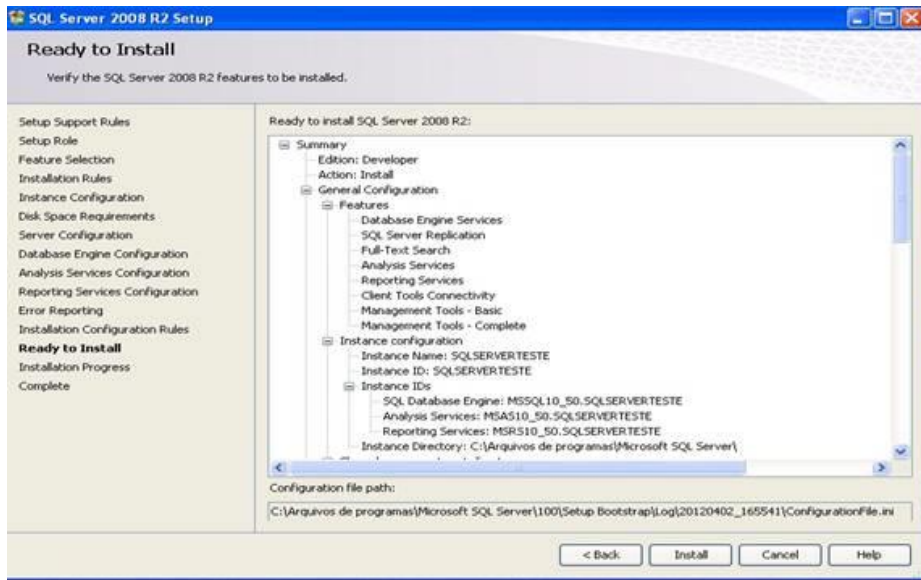 SQL Server 2008 R2 Setup
Ready to Install
Verify the SQL Server 2008 R2 features to be installed.
Setup Support Rules
Setup Role
Feature Selection
Installation Rules
Instance Configuration
Disk Space Requirements
Server Configuration
Database Engine Configuration
Analysis Services Configuration
Reporting Services Configuration
Error Reporting
Installation Configuration Rules
Ready to Install
Installation Progress
Complete
Ready to install SQL Server 2008 R2:
Summary
Edition: Developer
Action: Install
General Configuration
Features
Database Engine Services
SQL Server Replication
Full-Text Search
Analysis Services
Reporting Services
Client Tools Connectivity
Management Tools - Basic
Management Tools - Complete
Instance configuration
Instance Name: SQLSERVERTESTE
Instance ID: SQLSERVERTESTE
Instance IDs
SQL Database Engine: MSSQL10_50.SQLSERVERTESTE
Analysis Services: MSAS10_50.SQLSERVERTESTE
Reporting Services: MSRS10_50.SQLSERVERTESTE
Instance Directory: C:\Arquivos de programas\Microsoft SQL Server\
Configuration file path:
C:\Arquivos de programas\Microsoft SQL Server\100\Setup Bootstrap\Log\20120402_165541\ConfigurationFile.ini
< Back
Install
Cancel
Help